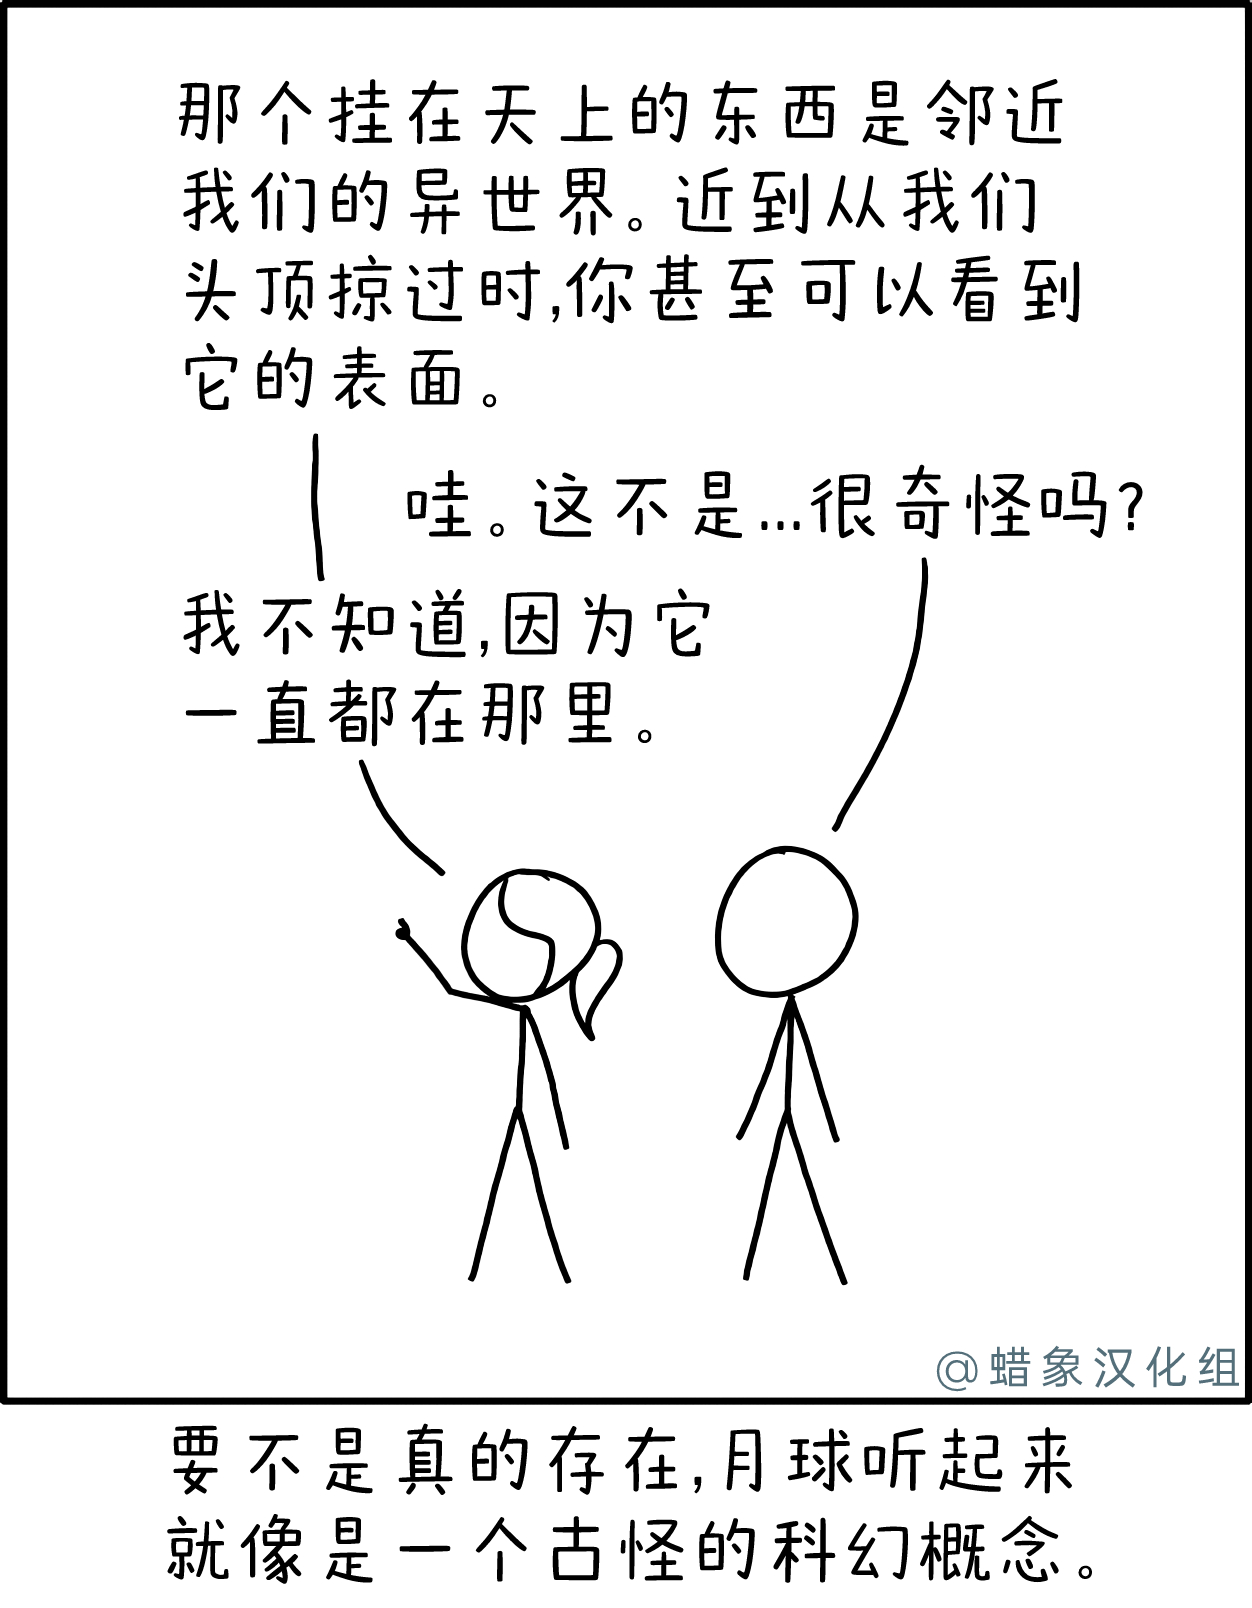 那个挂在天上的东西是邻近
我们的异世界。近到从我们
头顶掠过时,你甚至可以看到
它的表面。
哇。这不是...很奇怪吗?
我不知道,因为它
一直都在那里。
@蜡象汉化组
要不是真的存在,月球听起来
就像是一个古怪的科幻概念。